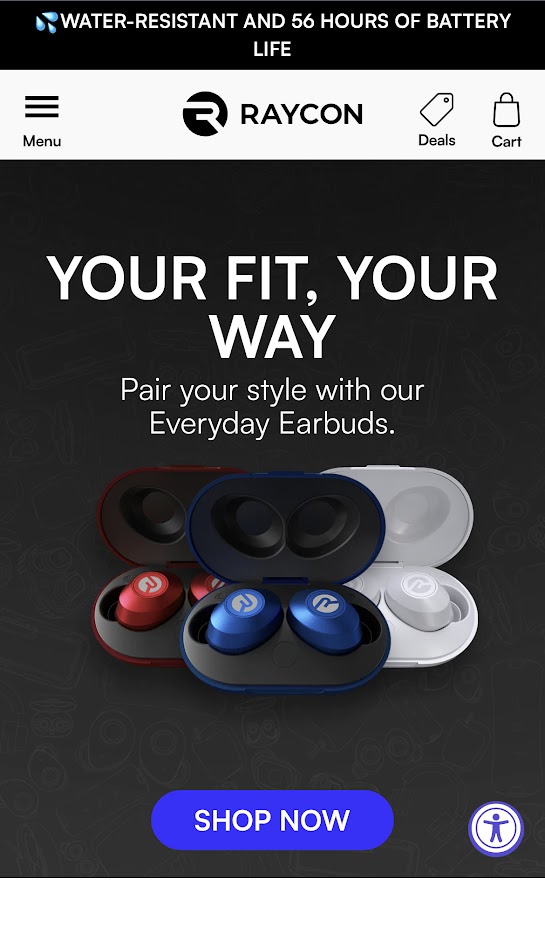 💦WATER-RESISTANT AND 56 HOURS OF BATTERY
LIFE
Menu
RAYCON
Deals
Cart
YOUR FIT, YOUR
WAY
Pair your style with our
Everyday Earbuds.
SHOP NOW